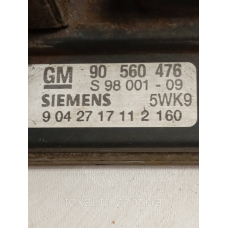 GM 90 560 476
S 98 001 - 09
SIEMENS 5WK9
9 04 27 17 11 2 160